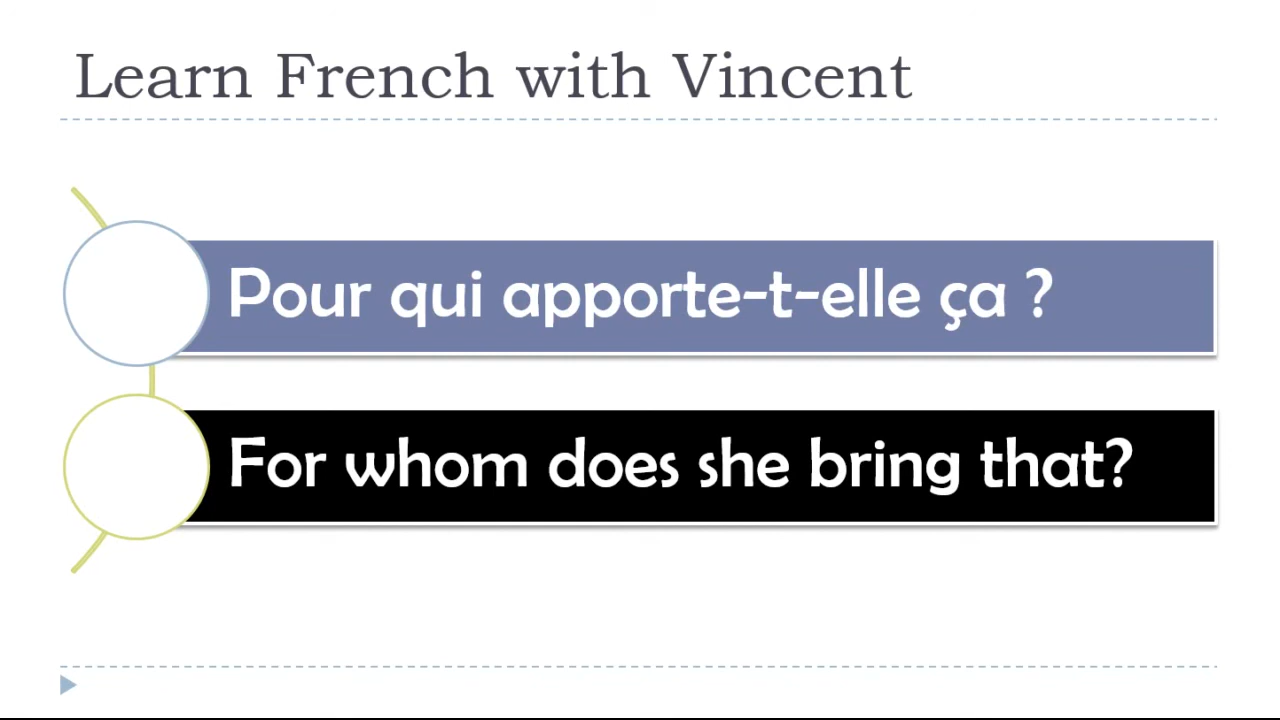 Learn French with Vincent
Pour qui apporte-t-elle ça ?
For whom does she bring that?